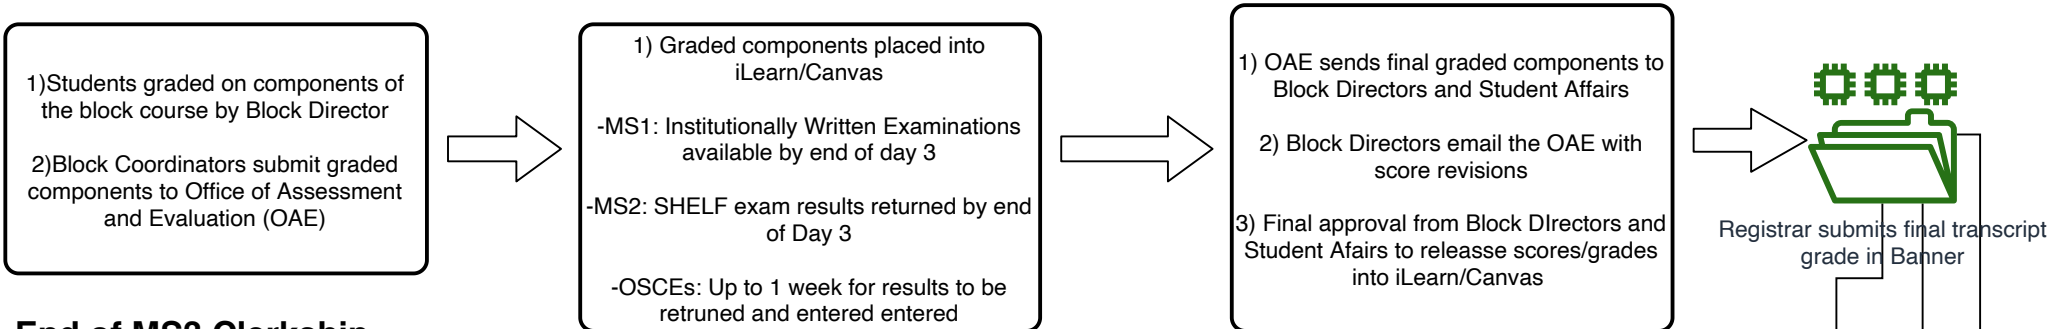 1)Students graded on components of
the block course by Block Director
2)Block Coordinators submit graded
components to Office of Assessment
and Evaluation (OAE)
1) Graded components placed into
iLearn/Canvas
-MS1: Institutionally Written Examinations
available by end of day 3
-MS2: SHELF exam results returned by end
of Day 3
-OSCEs: Up to 1 week for results to be
retruned and entered entered
1) OAE sends final graded components to
Block Directors and Student Affairs
2) Block Directors email the OAE with
score revisions
3) Final approval from Block DIrectors and
Student Afairs to releasse scores/grades
into iLearn/Canvas
Registrar submits final transcript
grade in Banner